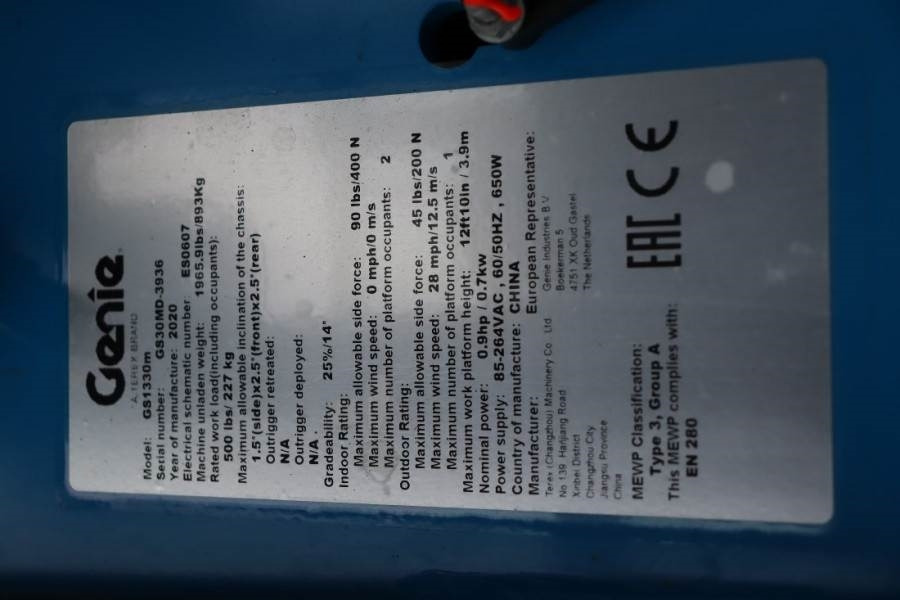 Genie
A TEREX BRAND
Model: GS1330m
Serial number: GS30MD-3936
Year of manufacture: 2020
Electrical schematic number: ES0607
Machine unladen weight: 1965.9lbs/893Kg
Rated work load(including occupants):
500 lbs/ 227 kg
Maximum allowable inclination of the chassis:
1.5°(side)x2.5°(front)x2.5°(rear)
Outrigger retreated:
N/A
Outrigger deployed:
N/A.
Gradeability: 25%/14°
Indoor Rating:
Maximum allowable side force: 90 lbs/400 N
Maximum wind speed: 0 mph/0 m/s
Maximum number of platform occupants: 2
Outdoor Rating:
Maximum allowable side force: 45 lbs/200 N
Maximum wind speed: 28 mph/12.5 m/s
Maximum number of platform occupants: 1
Maximum work platform height: 12ft10in / 3.9m
Nominal power: 0.9hp / 0.7kw
Power supply: 85-264VAC , 60/50HZ , 650W
Country of manufacture: CHINA
Manufacturer:
Terex (Changzhou) Machinery Co., Ltd
No 139, Hanjiang Road
Xinbei District
Changzhou City
Jiangsu Province
China
European Representative:
Genie Industries B.V
Boekerman 5
4751 XK Oud Gastel
The Netherlands
MEWP Classification:
Type 3, Group A
This MEWP complies with:
EN 280
EAC CE